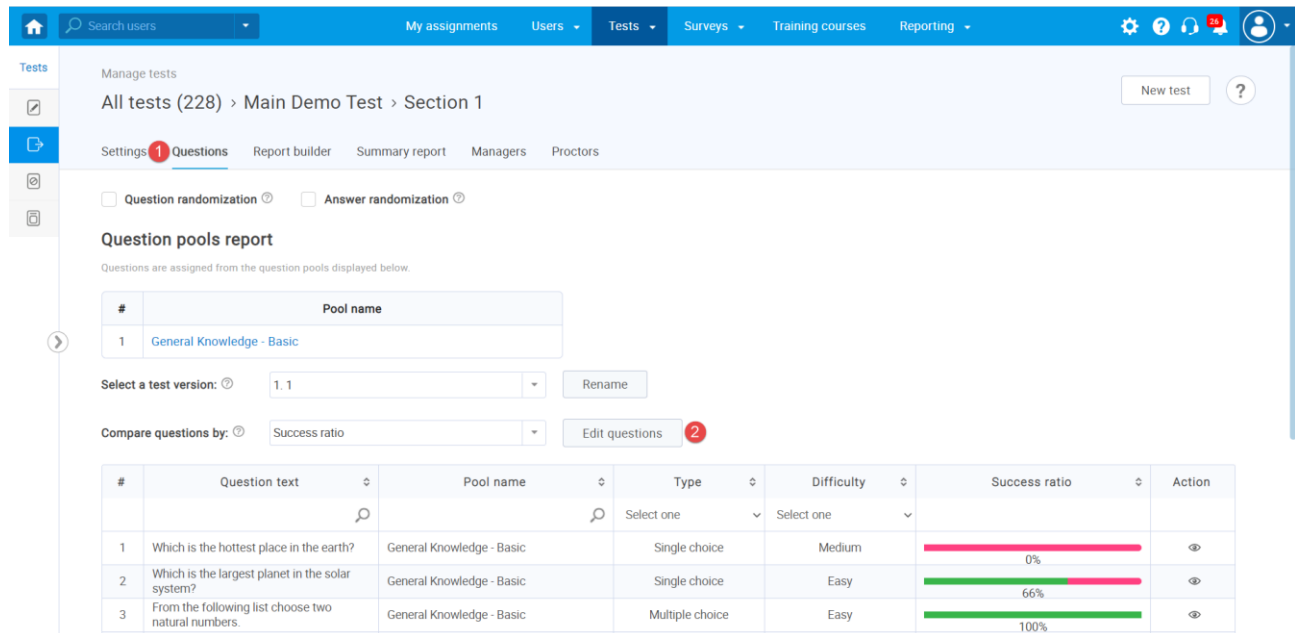 Search users My assignments Users Tests Surveys Training courses Reporting 26
Tests
Manage tests
All tests (228) › Main Demo Test › Section 1
New test ?
Settings 1 Questions Report builder Summary report Managers Proctors
Question randomization ? Answer randomization ?
Question pools report
Questions are assigned from the question pools displayed below.
# Pool name
1 General Knowledge - Basic
Select a test version: ? 1. 1 Rename
Compare questions by: ? Success ratio Edit questions 2
# Question text Pool name Type Difficulty Success ratio Action
Select one Select one
1 Which is the hottest place in the earth? General Knowledge - Basic Single choice Medium 0%
2 Which is the largest planet in the solar
system? General Knowledge - Basic Single choice Easy 66%
3 From the following list choose two
natural numbers. General Knowledge - Basic Multiple choice Easy 100%